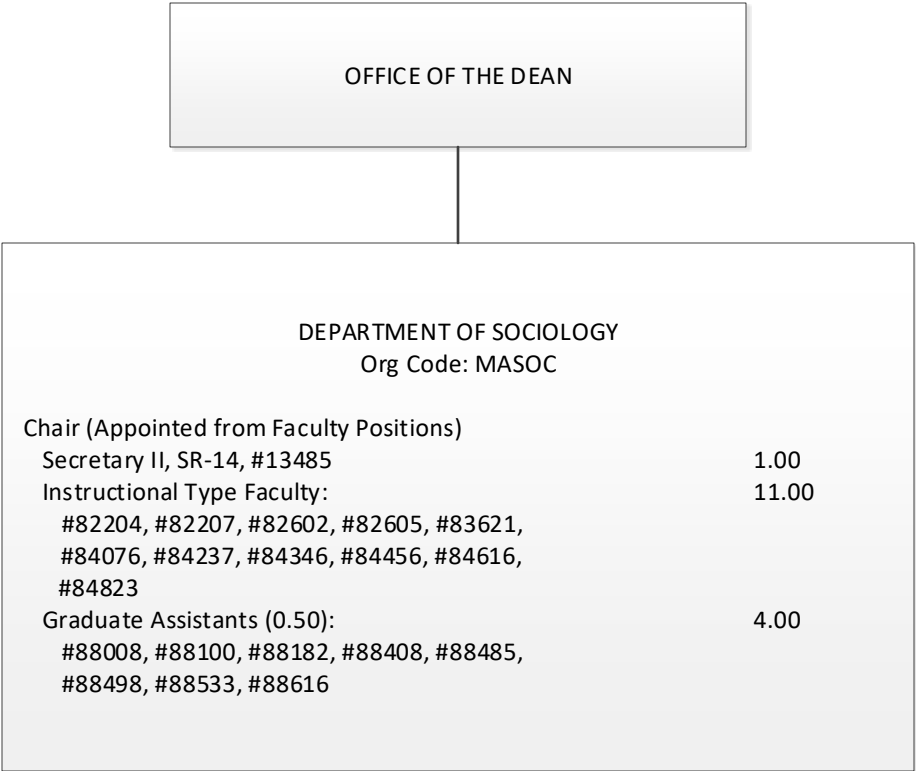 OFFICE OF THE DEAN
DEPARTMENT OF SOCIOLOGY
Org Code: MASOC
Chair (Appointed from Faculty Positions)
Secretary II, SR-14, #13485 1.00
Instructional Type Faculty: 11.00
#82204, #82207, #82602, #82605, #83621,
#84076, #84237, #84346, #84456, #84616,
#84823
Graduate Assistants (0.50): 4.00
#88008, #88100, #88182, #88408, #88485,
#88498, #88533, #88616